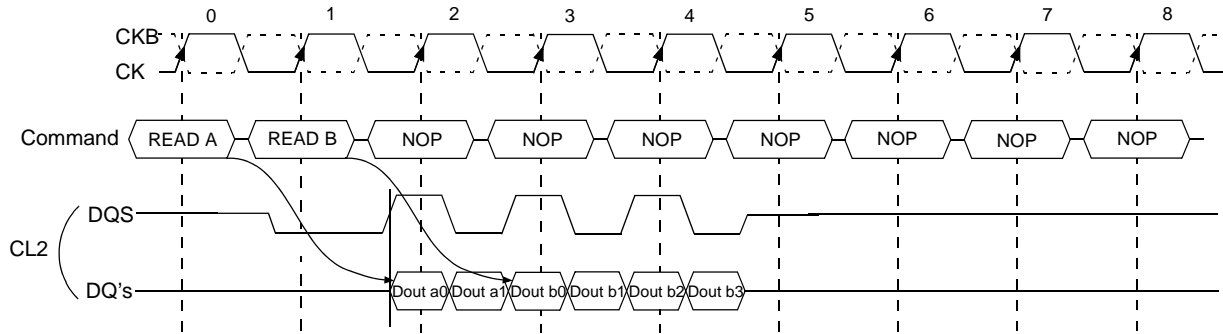 0 1 2 3 4 5 6 7 8
CKB
CK
Command READ A READ B NOP NOP NOP NOP NOP NOP NOP
DQS
CL2
DQ's Dout a0 Dout a1 Dout b0 Dout b1 Dout b2 Dout b3